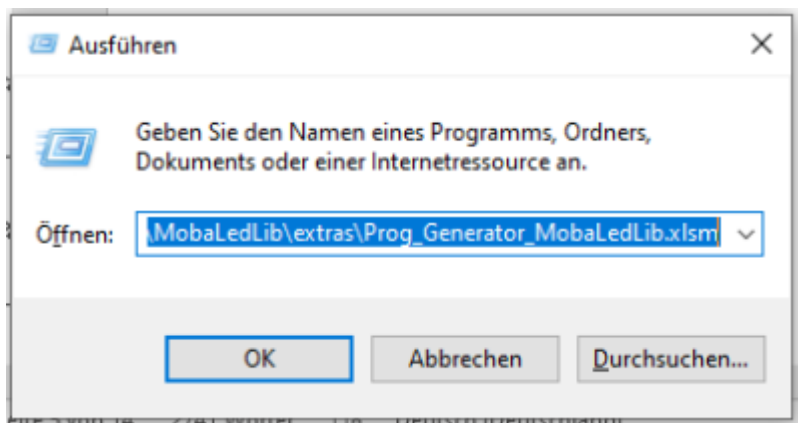 Ausführen
Geben Sie den Namen eines Programms, Ordners,
Dokuments oder einer Internetressource an.
Öffnen: \MobaLedLib\extras\Prog_Generator_MobaLedLib.xlsm
OK Abbrechen Durchsuchen...